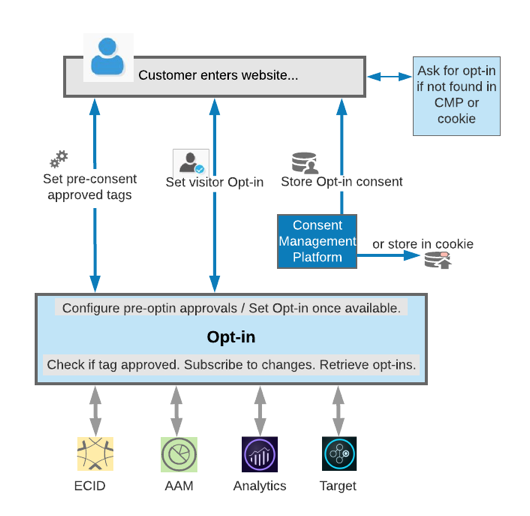 Customer enters website...
Ask for opt-in
if not found in
CMP or
cookie
Set pre-consent
approved tags
Set visitor Opt-in
Store Opt-in consent
Consent
Management
Platform
or store in cookie
Configure pre-optin approvals / Set Opt-in once available.
Opt-in
Check if tag approved. Subscribe to changes. Retrieve opt-ins.
ECID
AAM
Analytics
Target